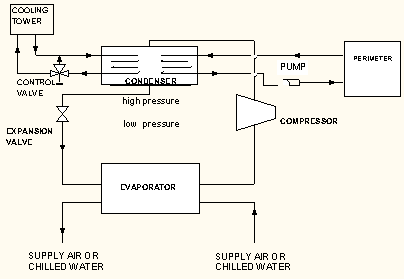 COOLING
TOWER
PERIMETER
PUMP
CONTROL
VALVE
CONDENSER
high pressure
low pressure
COMPRESSOR
EXPANSION
VALVE
EVAPORATOR
SUPPLY AIR OR
CHILLED WATER
SUPPLY AIR OR
CHILLED WATER